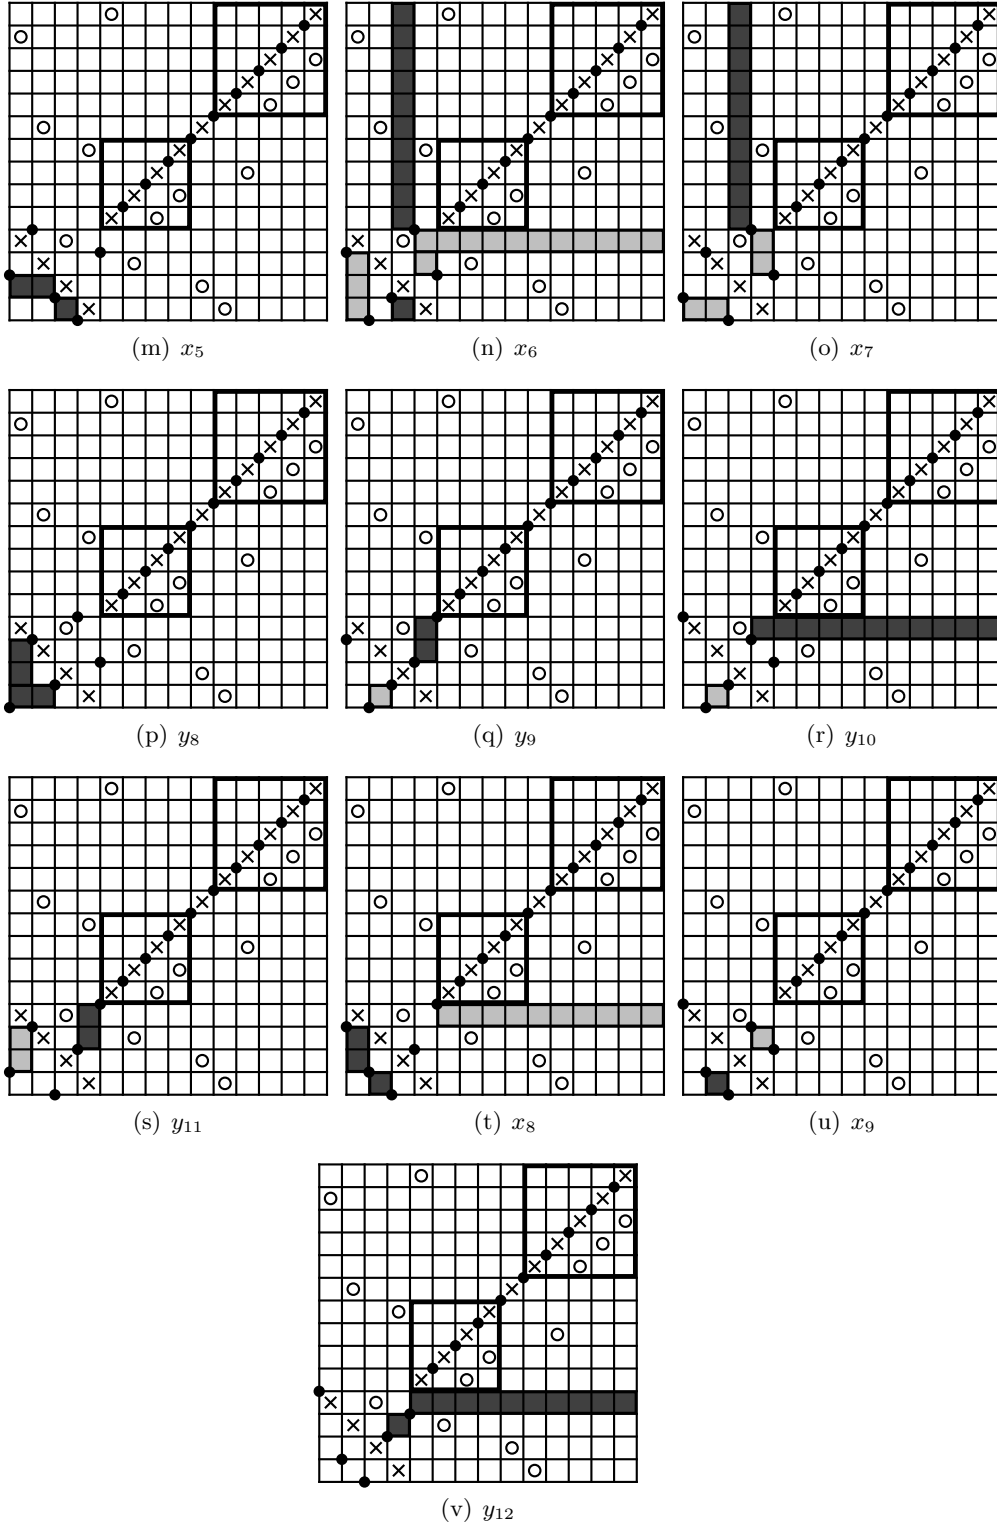 (m) x₅ (n) x₆ (o) x₇
(p) y₈ (q) y₉ (r) y₁₀
(s) y₁₁ (t) x₈ (u) x₉
(v) y₁₂